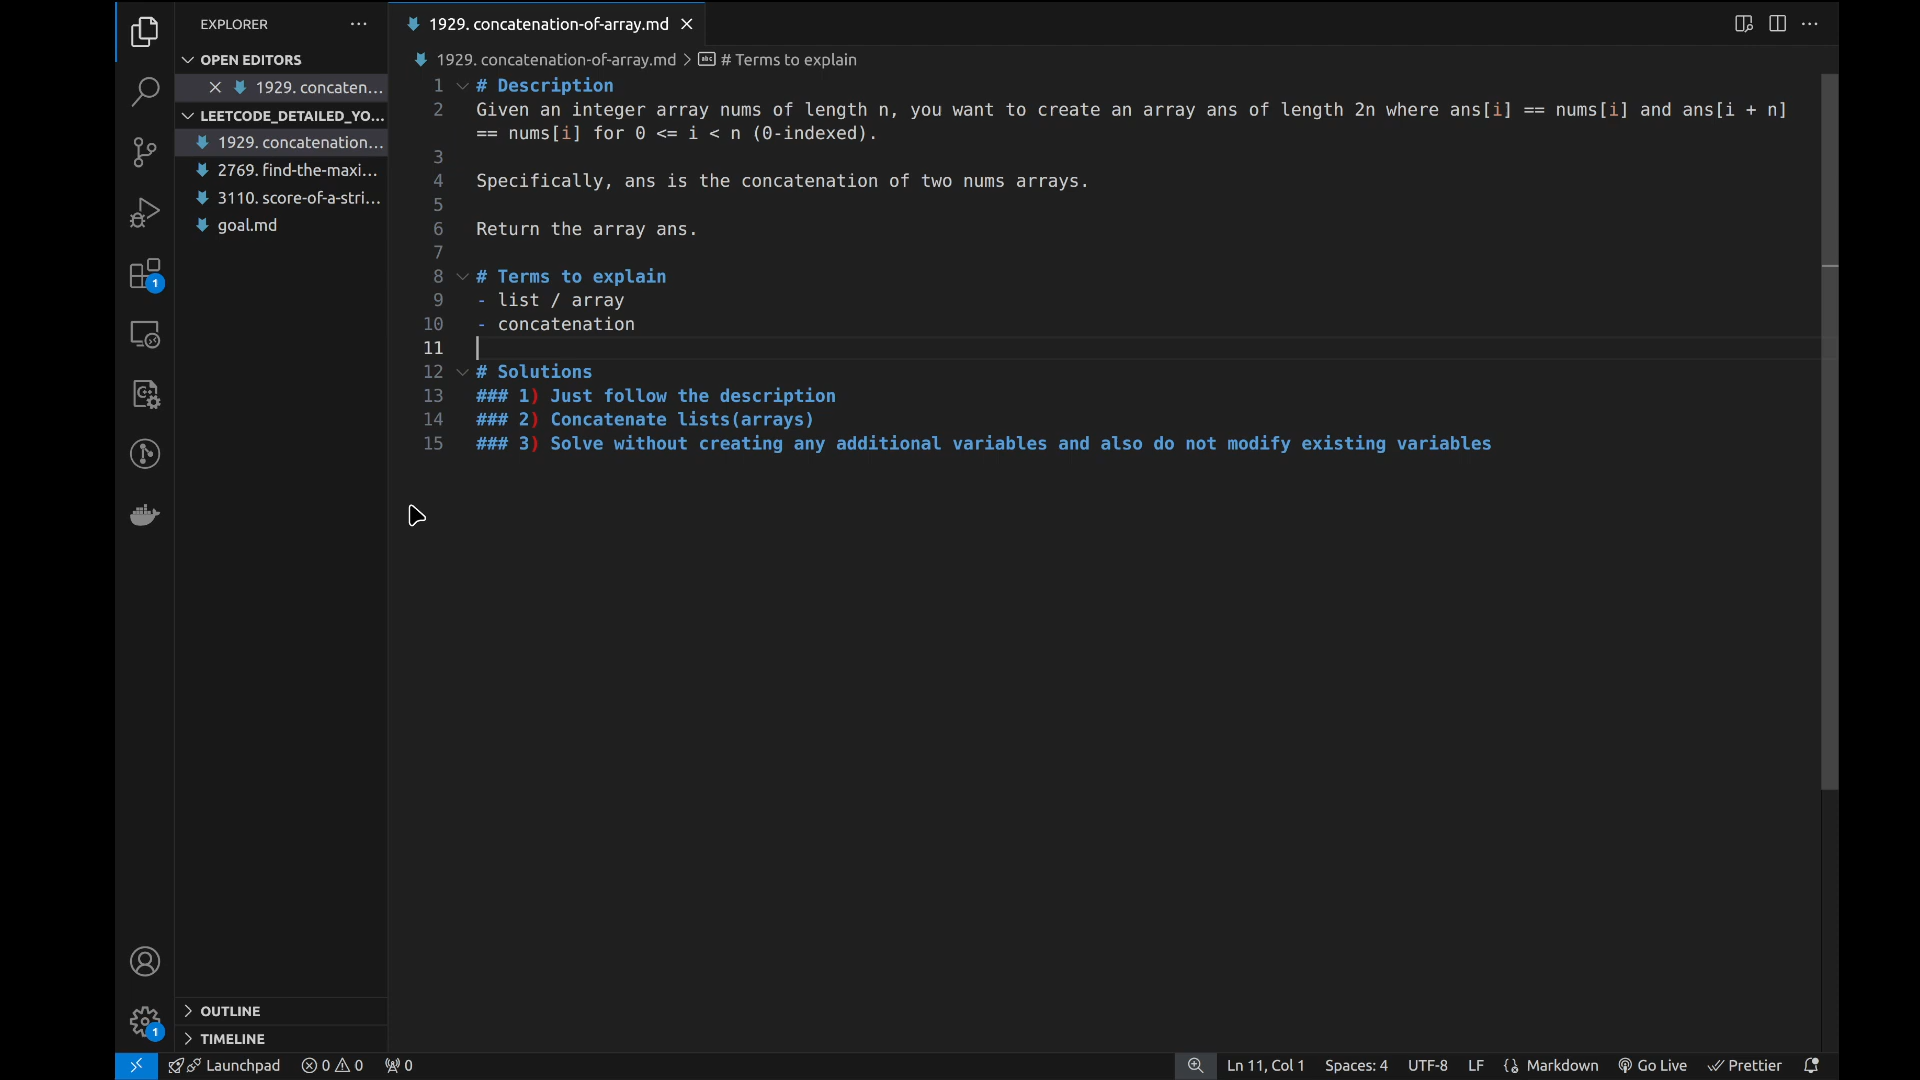 EXPLORER
OPEN EDITORS
1929. concaten...
LEETCODE_DETAILED_YO...
1929. concatenation...
2769. find-the-maxi...
3110. score-of-a-stri...
goal.md
OUTLINE
TIMELINE
1929. concatenation-of-array.md
1929. concatenation-of-array.md > # Terms to explain
1 # Description
2 Given an integer array nums of length n, you want to create an array ans of length 2n where ans[i] == nums[i] and ans[i + n]
== nums[i] for 0 <= i < n (0-indexed).
3
4 Specifically, ans is the concatenation of two nums arrays.
5
6 Return the array ans.
7
8 # Terms to explain
9 - list / array
10 - concatenation
11
12 # Solutions
13 ### 1) Just follow the description
14 ### 2) Concatenate lists(arrays)
15 ### 3) Solve without creating any additional variables and also do not modify existing variables
1
1
Launchpad 0 0 0 Ln 11, Col 1 Spaces: 4 UTF-8 LF Markdown Go Live Prettier